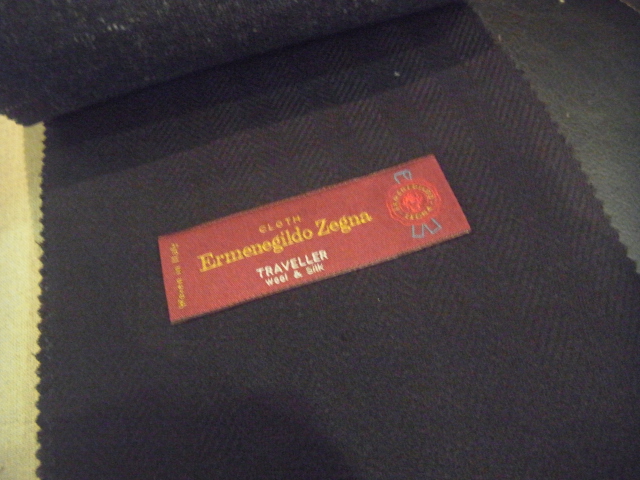 CLOTH
Ermenegildo Zegna
TRAVELLER
Wool & Silk
Woven in Italy